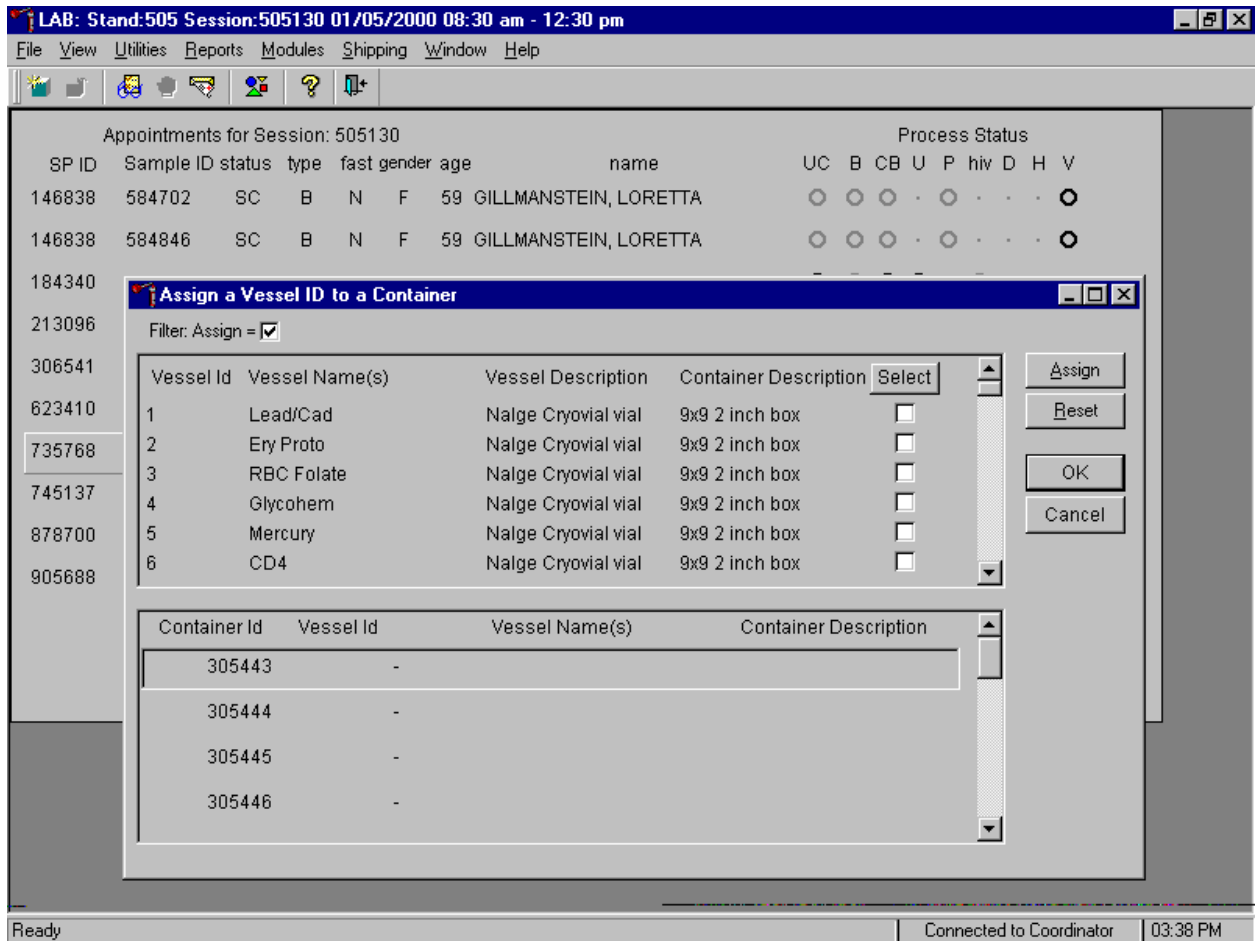 LAB: Stand:505 Session:505130 01/05/2000 08:30 am - 12:30 pm
File View Utilities Reports Modules Shipping Window Help
Appointments for Session: 505130 Process Status
SP ID Sample ID status type fast gender age name UC B CB U P hiv D H V
146838 584702 SC B N F 59 GILLMANSTEIN, LORETTA
146838 584846 SC B N F 59 GILLMANSTEIN, LORETTA
184340
213096
306541
623410
735768
745137
878700
905688
Assign a Vessel ID to a Container
Filter: Assign =
Vessel Id Vessel Name(s) Vessel Description Container Description Select
1 Lead/Cad Nalge Cryovial vial 9x9 2 inch box
2 Ery Proto Nalge Cryovial vial 9x9 2 inch box
3 RBC Folate Nalge Cryovial vial 9x9 2 inch box
4 Glycohem Nalge Cryovial vial 9x9 2 inch box
5 Mercury Nalge Cryovial vial 9x9 2 inch box
6 CD4 Nalge Cryovial vial 9x9 2 inch box
Assign
Reset
OK
Cancel
Container Id Vessel Id Vessel Name(s) Container Description
305443 -
305444 -
305445 -
305446 -
Ready Connected to Coordinator 03:38 PM